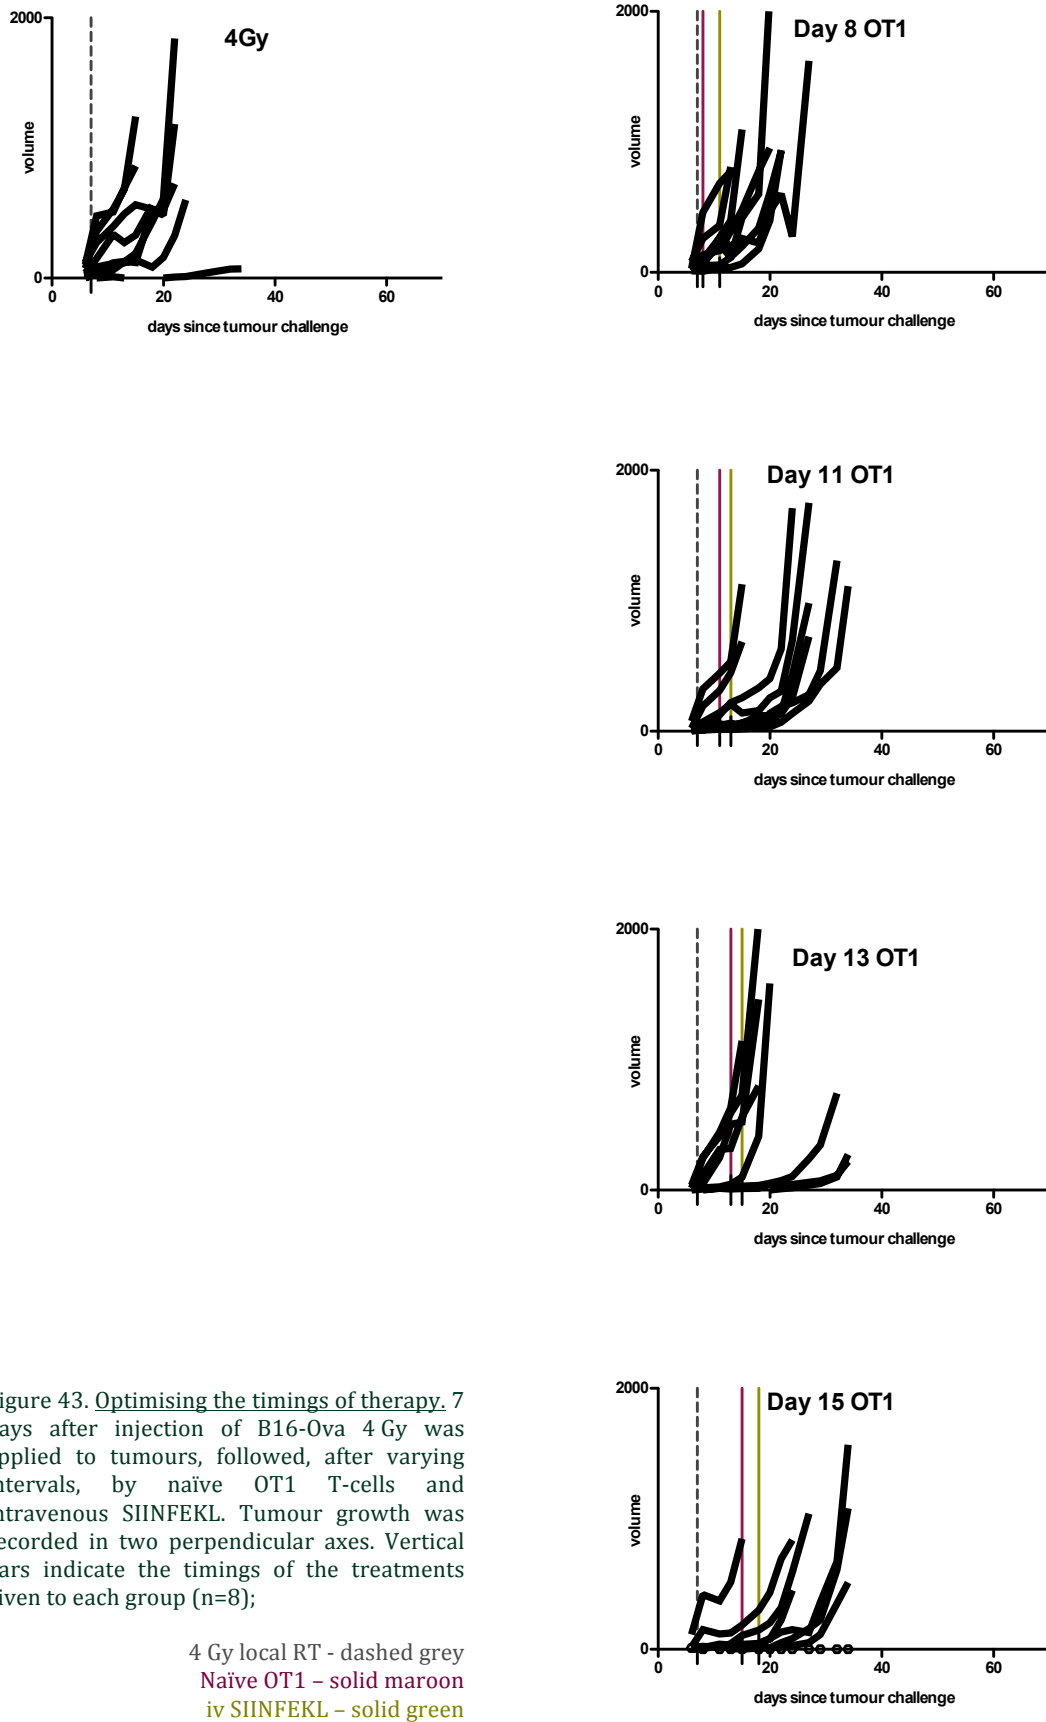 4Gy
2000
volume
0
0
20
40
60
days since tumour challenge
Day 8 OT1
2000
volume
0
0
20
40
60
days since tumour challenge
Day 11 OT1
2000
volume
0
0
20
40
60
days since tumour challenge
Day 13 OT1
2000
volume
0
0
20
40
60
days since tumour challenge
Day 15 OT1
2000
volume
0
0
20
40
60
days since tumour challenge
igure 43. Optimising the timings of therapy. 7
ays after injection of B16-Ova 4 Gy was
pplied to tumours, followed, after varying
ntervals, by naïve OT1 T-cells and
ntravenous SIINFEKL. Tumour growth was
ecorded in two perpendicular axes. Vertical
ars indicate the timings of the treatments
iven to each group (n=8);
4 Gy local RT - dashed grey
Naïve OT1 – solid maroon
iv SIINFEKL – solid green